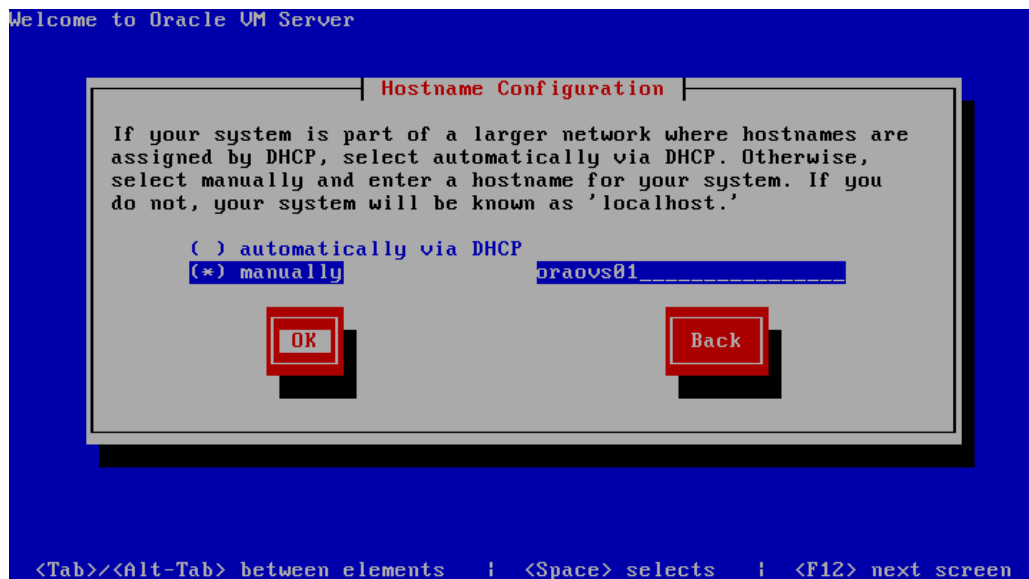 Welcome to Oracle VM Server
Hostname Configuration
If your system is part of a larger network where hostnames are
assigned by DHCP, select automatically via DHCP. Otherwise,
select manually and enter a hostname for your system. If you
do not, your system will be known as 'localhost.'
( ) automatically via DHCP
(*) manually oraovs01________________
OK Back
<Tab>/<Alt-Tab> between elements | <Space> selects | <F12> next screen